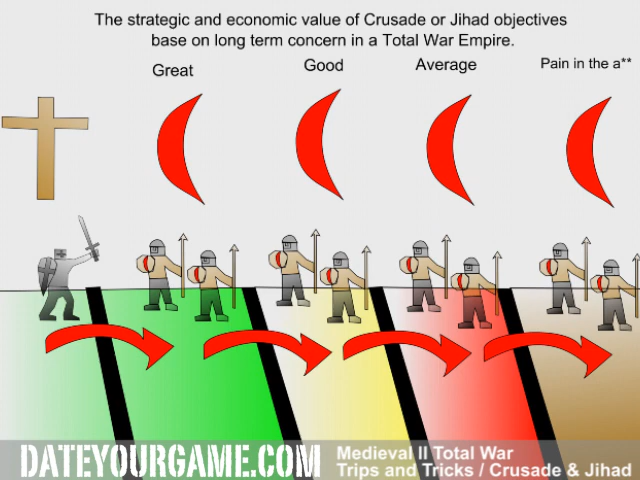 The strategic and economic value of Crusade or Jihad objectives
base on long term concern in a Total War Empire.
Great
Good
Average
Pain in the a**
DATEYOURGAME.COM
Medieval II Total War
Trips and Tricks / Crusade & Jihad